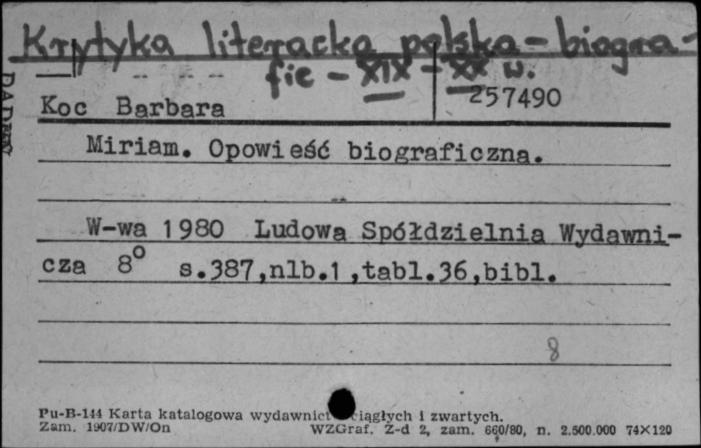 Krytyka literacka polska - biogra-
fie - XIX - XX w.
Koc Barbara 257490
Miriam. Opowieść biograficzna.
W-wa 1980 Ludowa Spółdzielnia Wydawni-
cza 8° s.387,nlb.1,tabl.36,bibl.
8
Pu-B-144 Karta katalogowa wydawnict ciągłych i zwartych.
Zam. 1907/DW/On WZGraf. Z-d 2, zam. 660/80, n. 2.500.000 74X120